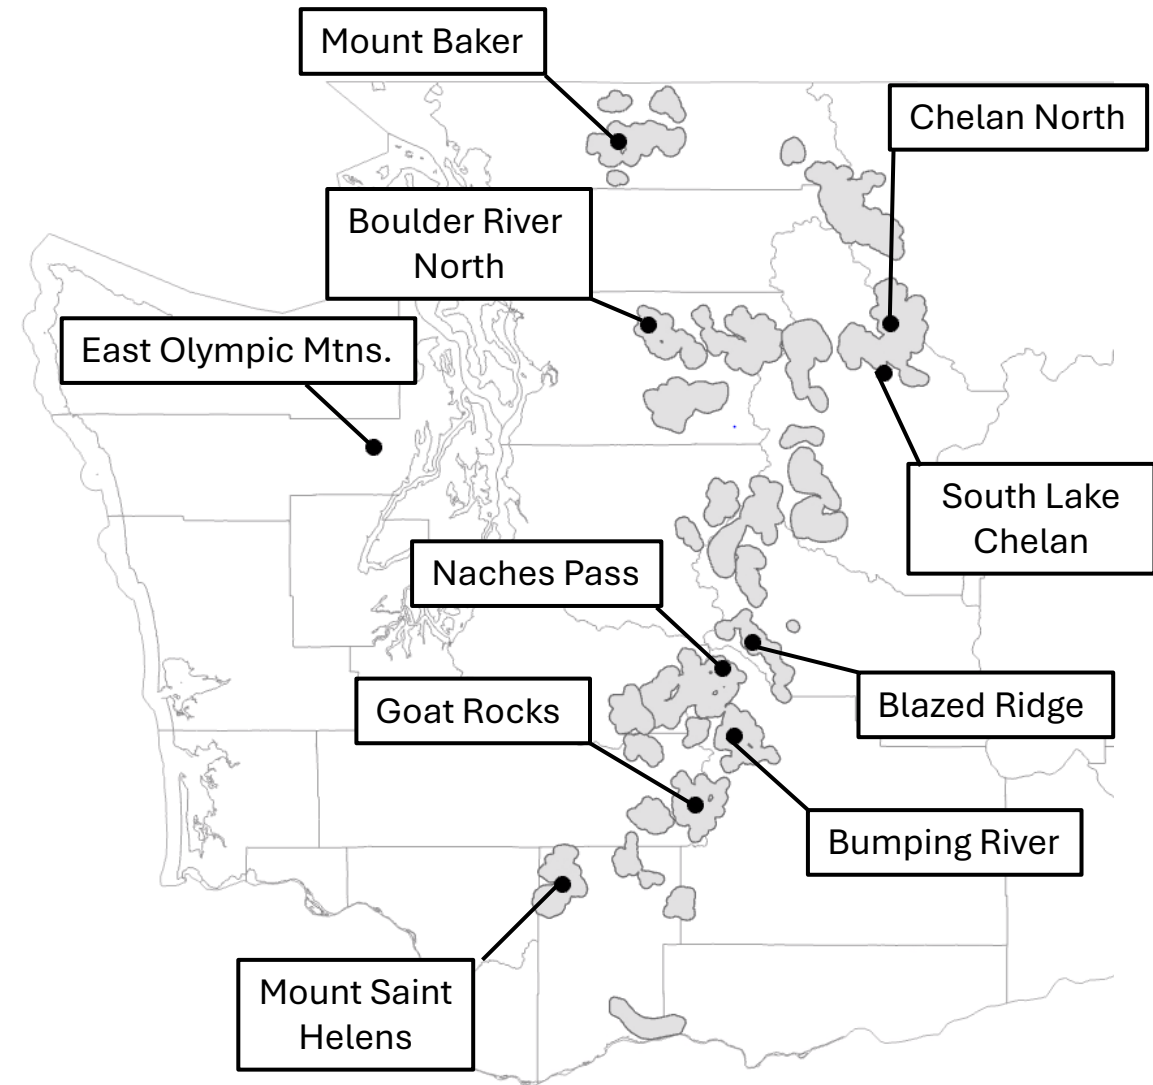 Mount Baker
Chelan North
Boulder River
North
East Olympic Mtns.
South Lake
Chelan
Naches Pass
Blazed Ridge
Goat Rocks
Bumping River
Mount Saint
Helens